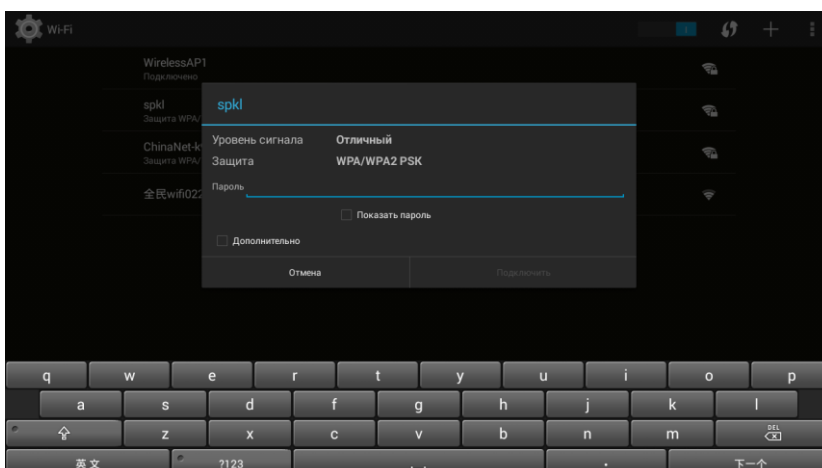 Wi-Fi
WirelessAP1
Подключено
spkl
Защита WPA/
ChinaNet-k
Защита WPA/
全民wifi022
spkl
Уровень сигнала Отличный
Защита WPA/WPA2 PSK
Пароль
Показать пароль
Дополнительно
Отмена Подключить
q w e r t y u i o p
a s d f g h j k l
z x c v b n m DEL
英文 ?123 . 下一个